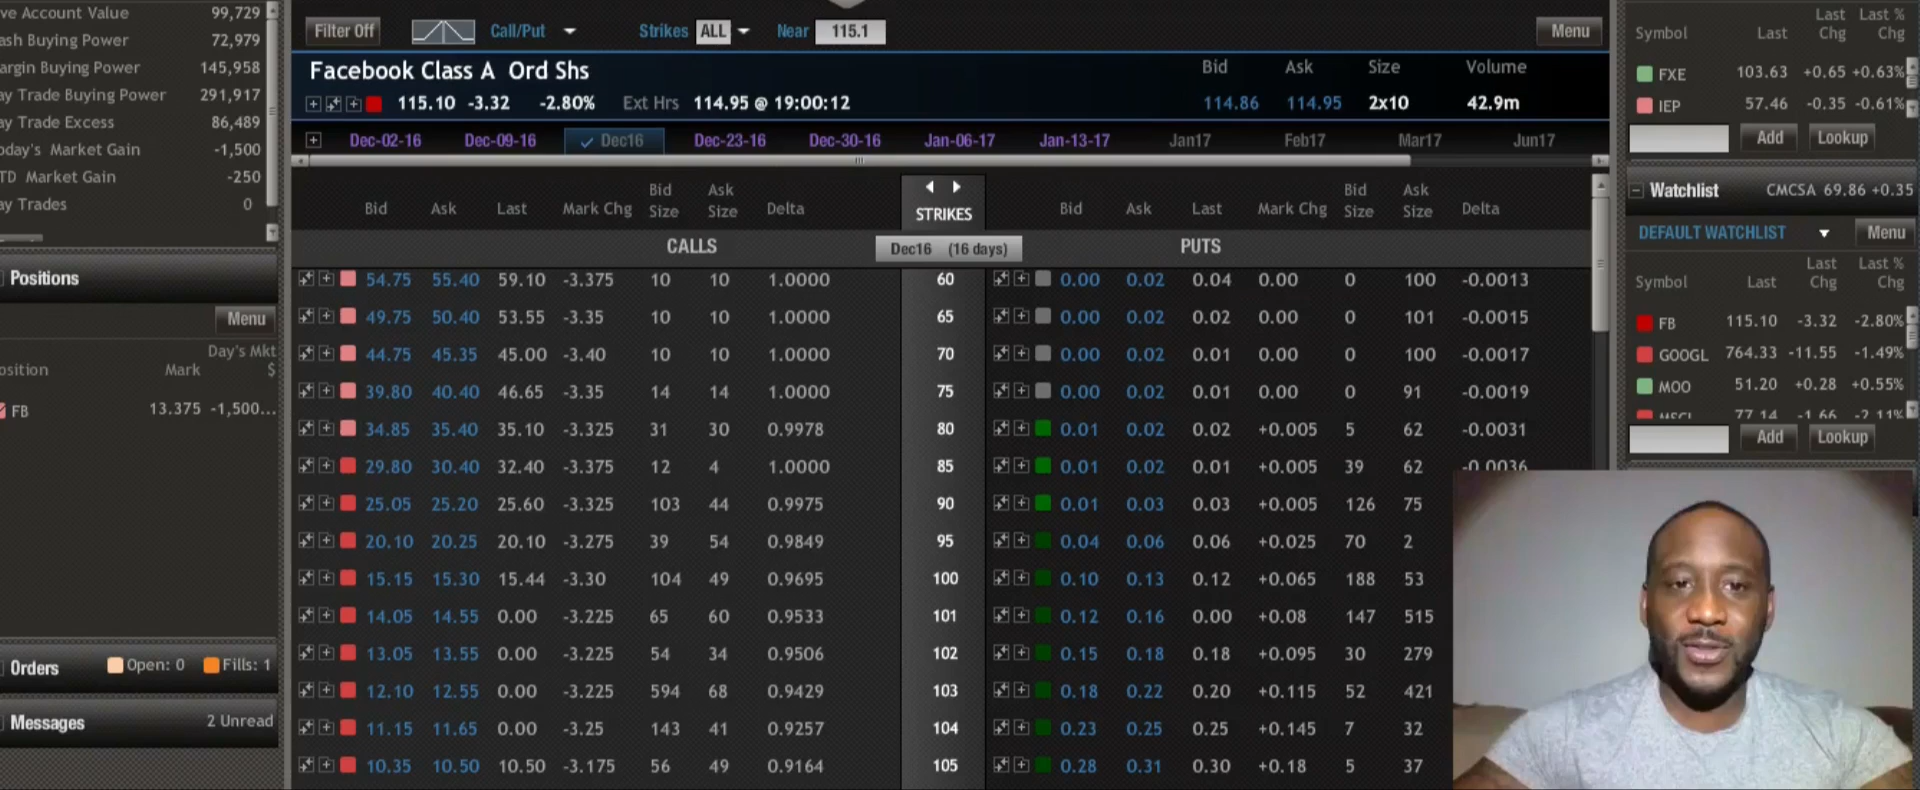 ve Account Value 99,729
ash Buying Power 72,979
argin Buying Power 145,958
ay Trade Buying Power 291,917
ay Trade Excess 86,489
oday's Market Gain -1,500
TD Market Gain -250
ay Trades 0
Positions
Menu
Day's Mkt
osition Mark $
FB 13.375 -1,500...
Orders Open: 0 Fills: 1
Messages 2 Unread
Filter Off Call/Put Strikes ALL Near 115.1 Menu
Facebook Class A Ord Shs Bid Ask Size Volume
115.10 -3.32 -2.80% Ext Hrs 114.95 @ 19:00:12 114.86 114.95 2x10 42.9m
Dec-02-16 Dec-09-16 Dec16 Dec-23-16 Dec-30-16 Jan-06-17 Jan-13-17 Jan17 Feb17 Mar17 Jun17
Bid Ask Bid Ask
Bid Ask Last Mark Chg Size Size Delta STRIKES Bid Ask Last Mark Chg Size Size Delta
CALLS Dec16 (16 days) PUTS
54.75 55.40 59.10 -3.375 10 10 1.0000 60 0.00 0.02 0.04 0.00 0 100 -0.0013
49.75 50.40 53.55 -3.35 10 10 1.0000 65 0.00 0.02 0.02 0.00 0 101 -0.0015
44.75 45.35 45.00 -3.40 10 10 1.0000 70 0.00 0.02 0.01 0.00 0 100 -0.0017
39.80 40.40 46.65 -3.35 14 14 1.0000 75 0.00 0.02 0.01 0.00 0 91 -0.0019
34.85 35.40 35.10 -3.325 31 30 0.9978 80 0.01 0.02 0.02 +0.005 5 62 -0.0031
29.80 30.40 32.40 -3.375 12 4 1.0000 85 0.01 0.02 0.01 +0.005 39 62 -0.0036
25.05 25.20 25.60 -3.325 103 44 0.9975 90 0.01 0.03 0.03 +0.005 126 75
20.10 20.25 20.10 -3.275 39 54 0.9849 95 0.04 0.06 0.06 +0.025 70 2
15.15 15.30 15.44 -3.30 104 49 0.9695 100 0.10 0.13 0.12 +0.065 188 53
14.05 14.55 0.00 -3.225 65 60 0.9533 101 0.12 0.16 0.00 +0.08 147 515
13.05 13.55 0.00 -3.225 54 34 0.9506 102 0.15 0.18 0.18 +0.095 30 279
12.10 12.55 0.00 -3.225 594 68 0.9429 103 0.18 0.22 0.20 +0.115 52 421
11.15 11.65 0.00 -3.25 143 41 0.9257 104 0.23 0.25 0.25 +0.145 7 32
10.35 10.50 10.50 -3.175 56 49 0.9164 105 0.28 0.31 0.30 +0.18 5 37
Last Last %
Symbol Last Chg Chg
FXE 103.63 +0.65 +0.63%
IEP 57.46 -0.35 -0.61%
Add Lookup
Watchlist CMCSA 69.86 +0.35
DEFAULT WATCHLIST Menu
Last Last %
Symbol Last Chg Chg
FB 115.10 -3.32 -2.80%
GOOGL 764.33 -11.55 -1.49%
MOO 51.20 +0.28 +0.55%
77.14 -1.66 -2.11%
Add Lookup